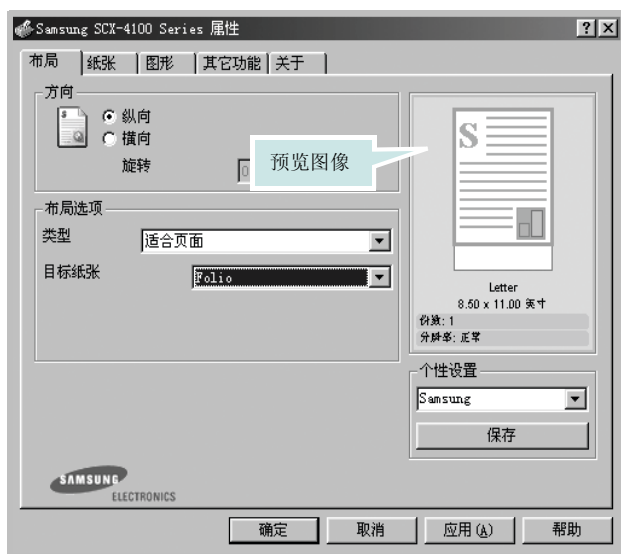 Samsung SCX-4100 Series 属性
布局 纸张 图形 其它功能 关于
方向
纵向
横向
旋转 0
预览图像
布局选项
类型 适合页面
目标纸张 Folio
S
Letter
8.50 x 11.00 英寸
份数: 1
分辨率: 正常
个性设置
Samsung
保存
SAMSUNG
ELECTRONICS
确定 取消 应用(A) 帮助